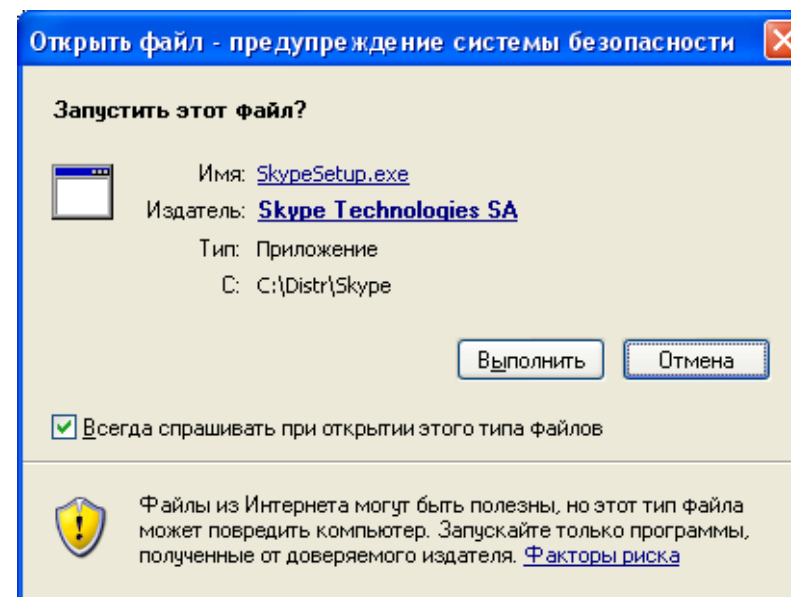 Открыть файл - предупреждение системы безопасности
Запустить этот файл?
Имя: SkypeSetup.exe
Издатель: Skype Technologies SA
Тип: Приложение
С: C:\Distr\Skype
Выполнить Отмена
Всегда спрашивать при открытии этого типа файлов
Файлы из Интернета могут быть полезны, но этот тип файла
может повредить компьютер. Запускайте только программы,
полученные от доверяемого издателя. Факторы риска